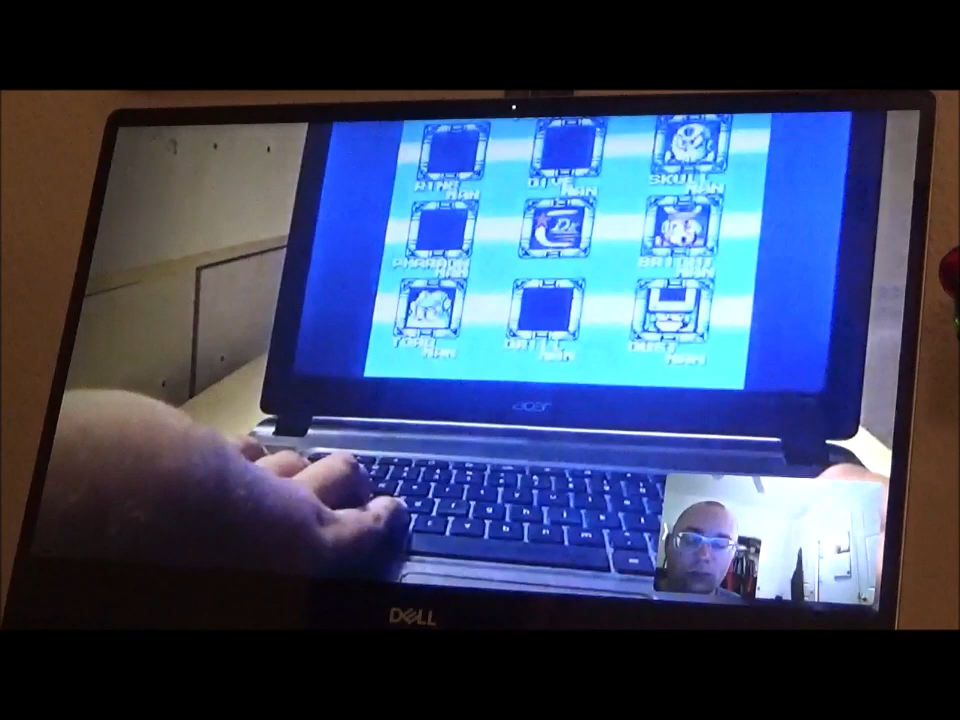 RING
MAN
DIVE
MAN
SKULL
MAN
PHARAOH
MAN
BRIGHT
MAN
TOAD
MAN
DRILL
MAN
DUST
MAN
acer
DELL